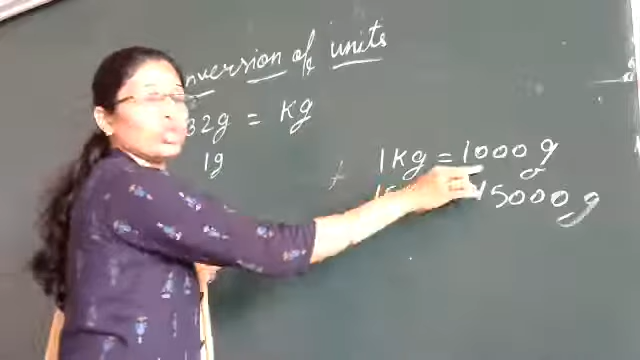 nversion of units
32g = Kg
1g
1Kg = 1000 g
15000 g